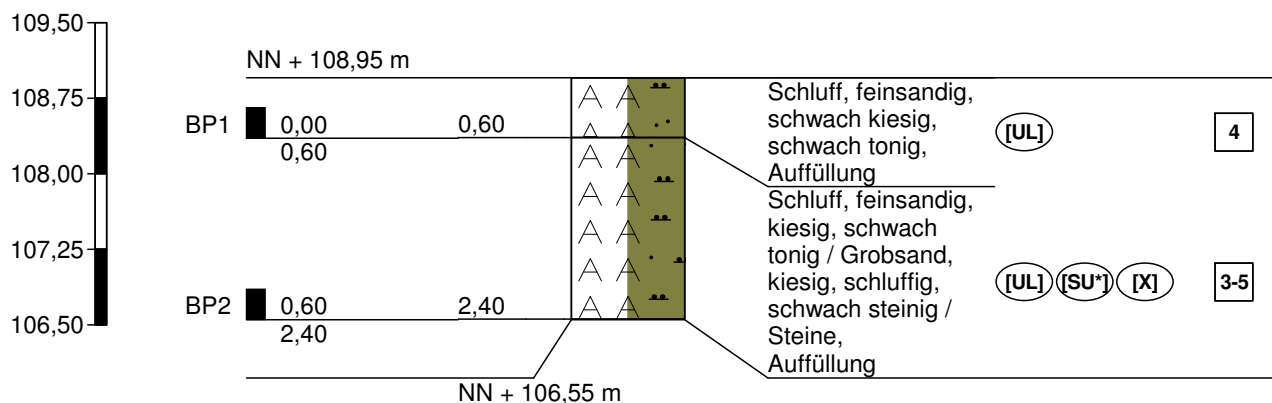 109,50
NN + 108,95 m
108,75
Schluff, feinsandig,
schwach kiesig,
schwach tonig,
Auffüllung
BP1
0,00
0,60
0,60
[UL]
4
108,00
Schluff, feinsandig,
kiesig, schwach
tonig / Grobsand,
kiesig, schluffig,
schwach steinig /
Steine,
Auffüllung
107,25
BP2
0,60
2,40
2,40
[UL] [SU*] [X]
3-5
106,50
NN + 106,55 m